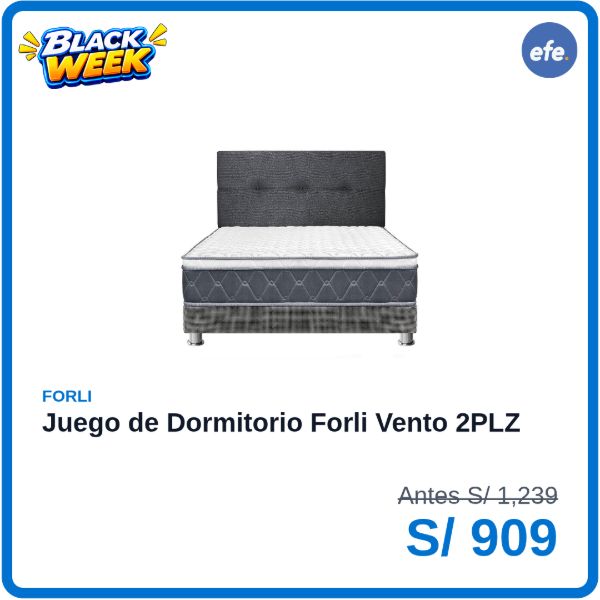 BLACK
WEEK
efe.
FORLI
Juego de Dormitorio Forli Vento 2PLZ
Antes S/ 1,239
S/ 909